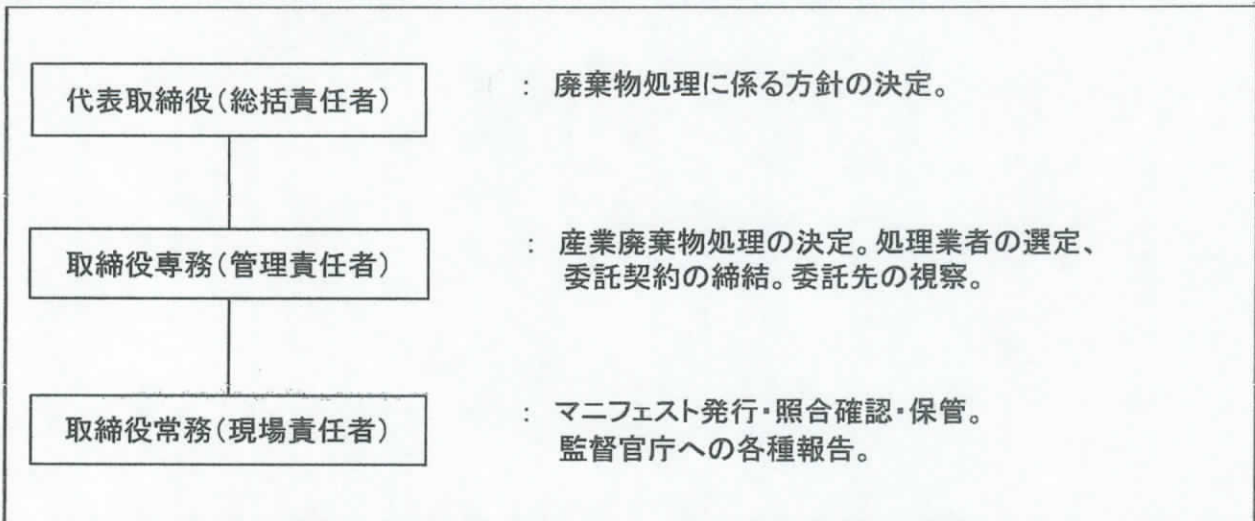 代表取締役(総括責任者)
: 廃棄物処理に係る方針の決定。
取締役専務(管理責任者)
: 産業廃棄物処理の決定。処理業者の選定、
委託契約の締結。委託先の視察。
取締役常務(現場責任者)
: マニフェスト発行・照合確認・保管。
監督官庁への各種報告。